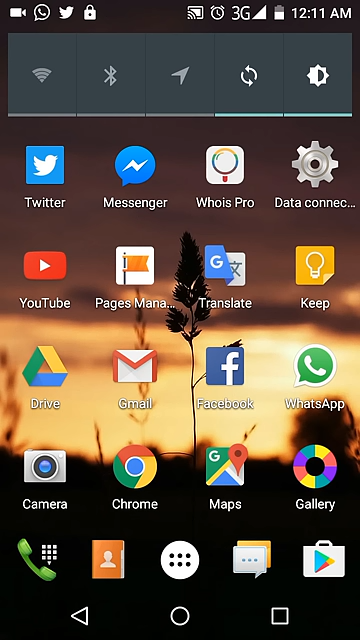 3G 12:11 AM
Twitter Messenger Whois Pro Data connec...
YouTube Pages Mana... Translate Keep
Drive Gmail Facebook WhatsApp
Camera Chrome Maps Gallery